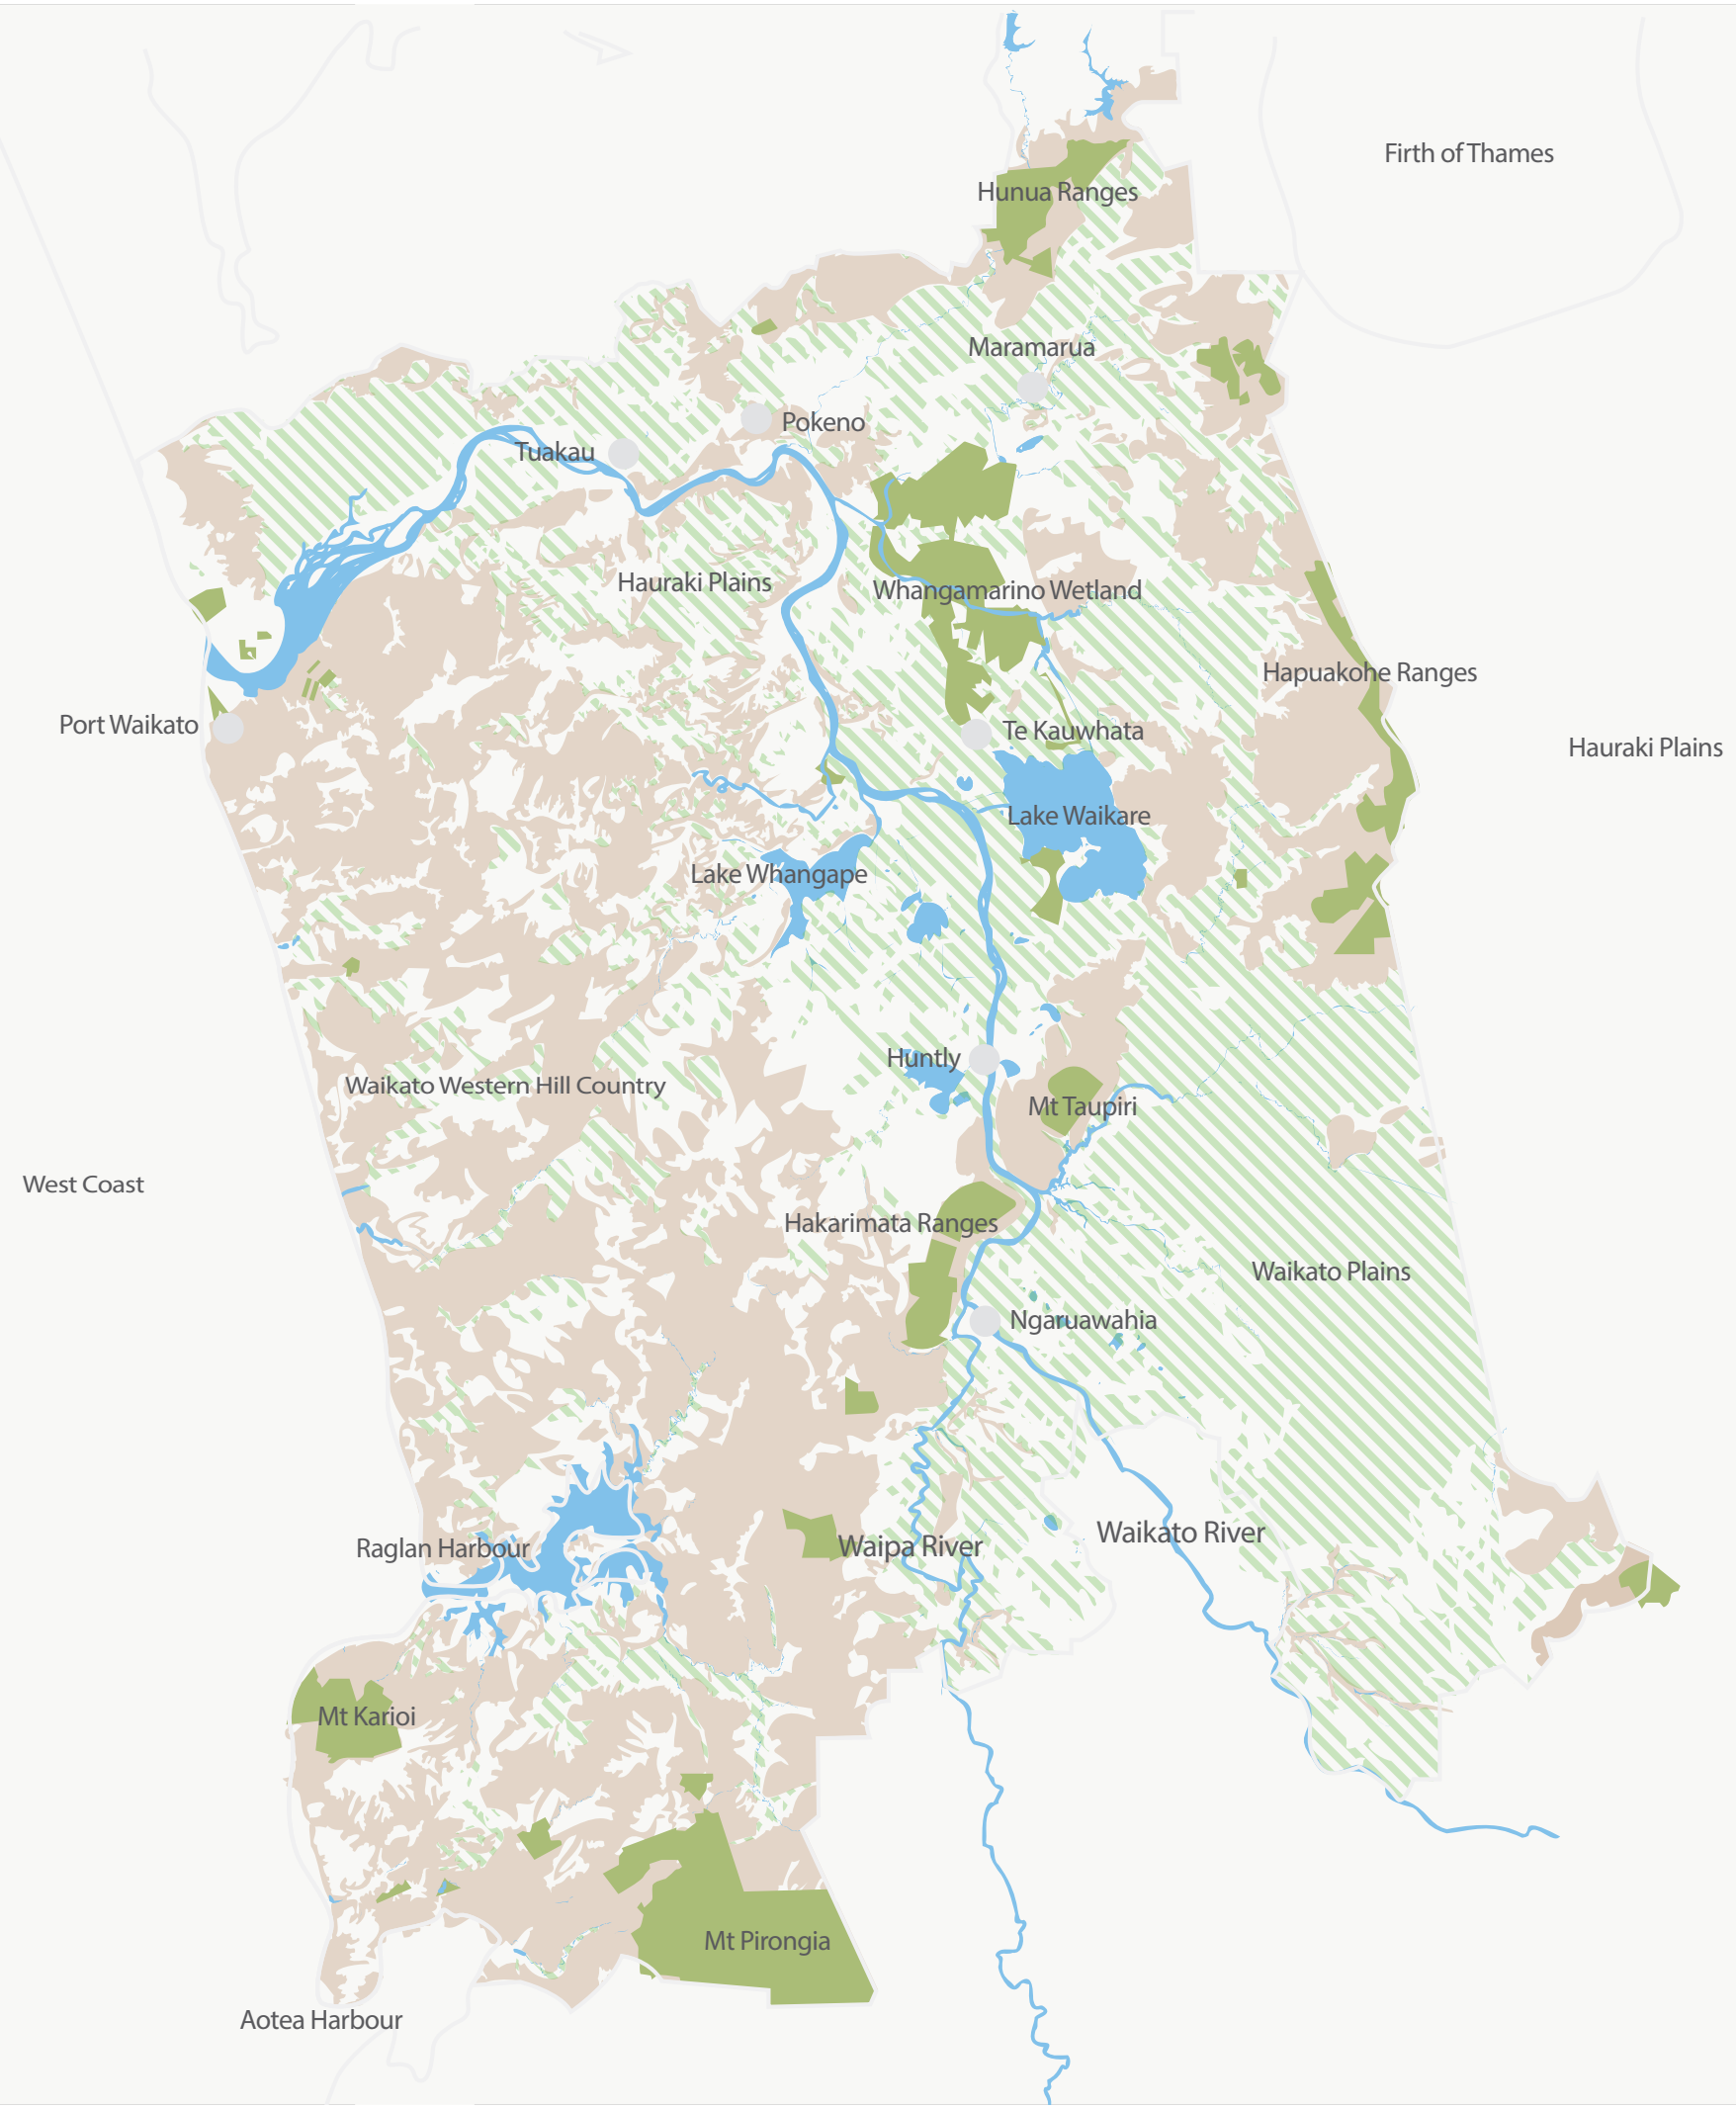 Firth of Thames
Hunua Ranges
Maramarua
Pokeno
Tuakau
Hauraki Plains
Whangamarino Wetland
Hapuakohe Ranges
Port Waikato
Te Kauwhata
Hauraki Plains
Lake Waikare
Lake Whangape
Huntly
Waikato Western Hill Country
Mt Taupiri
West Coast
Hakarimata Ranges
Waikato Plains
Ngaruawahia
Raglan Harbour
Waipa River
Waikato River
Mt Karioi
Mt Pirongia
Aotea Harbour